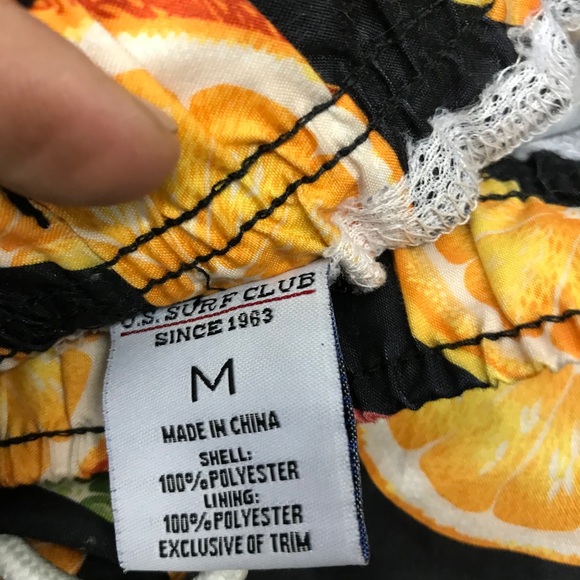 U.S. SURF CLUB
SINCE 1963
M
MADE IN CHINA
SHELL:
100%POLYESTER
LINING:
100%POLYESTER
EXCLUSIVE OF TRIM